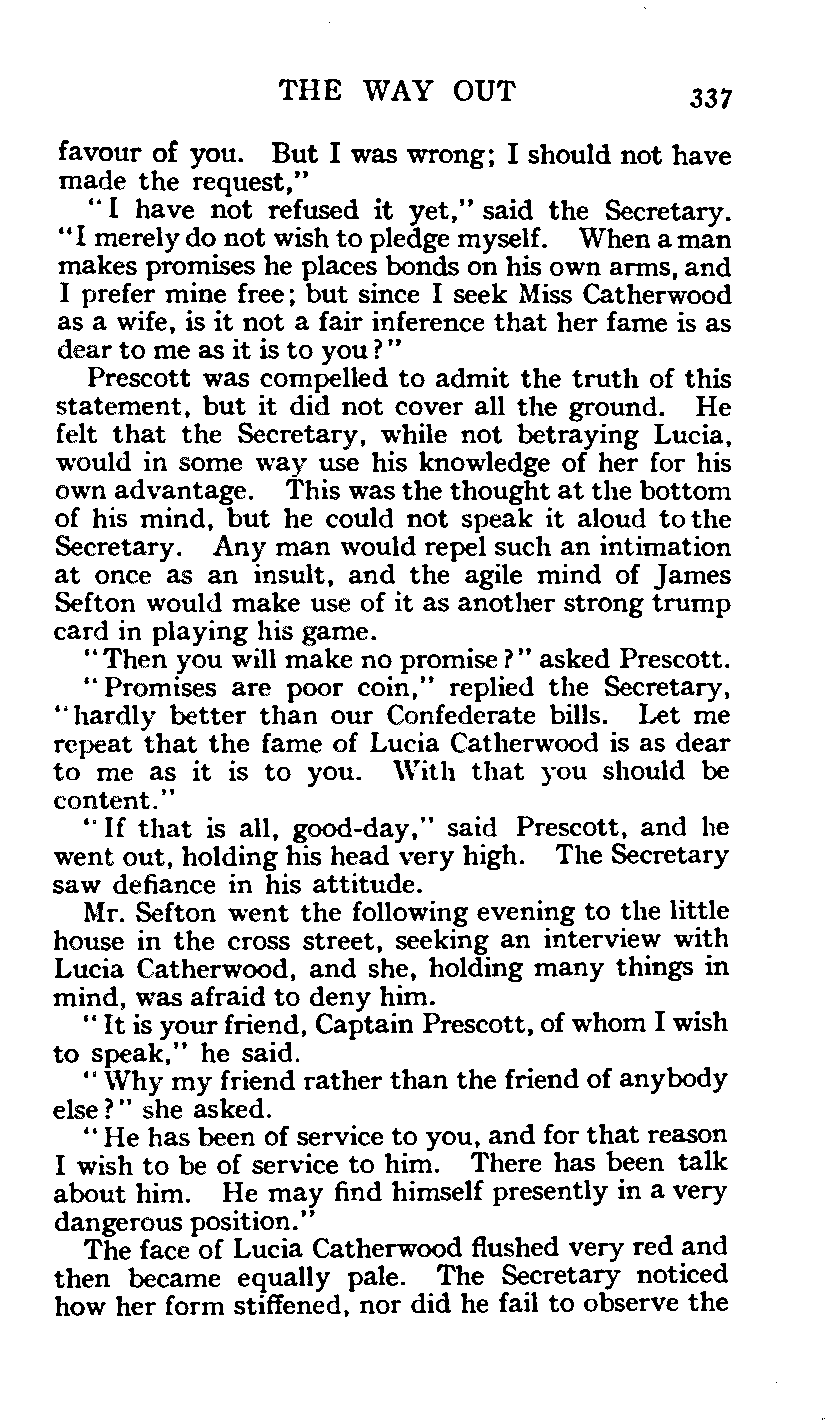 THE WAY OUT 337
favour of you. But I was wrong; I should not have
made the request,"
"I have not refused it yet," said the Secretary.
"I merely do not wish to pledge myself. When a man
makes promises he places bonds on his own arms, and
I prefer mine free; but since I seek Miss Catherwood
as a wife, is it not a fair inference that her fame is as
dear to me as it is to you?"
Prescott was compelled to admit the truth of this
statement, but it did not cover all the ground. He
felt that the Secretary, while not betraying Lucia,
would in some way use his knowledge of her for his
own advantage. This was the thought at the bottom
of his mind, but he could not speak it aloud to the
Secretary. Any man would repel such an intimation
at once as an insult, and the agile mind of James
Sefton would make use of it as another strong trump
card in playing his game.
"Then you will make no promise?" asked Prescott.
"Promises are poor coin," replied the Secretary,
"hardly better than our Confederate bills. Let me
repeat that the fame of Lucia Catherwood is as dear
to me as it is to you. With that you should be
content."
"If that is all, good-day," said Prescott, and he
went out, holding his head very high. The Secretary
saw defiance in his attitude.
Mr. Sefton went the following evening to the little
house in the cross street, seeking an interview with
Lucia Catherwood, and she, holding many things in
mind, was afraid to deny him.
"It is your friend, Captain Prescott, of whom I wish
to speak," he said.
"Why my friend rather than the friend of anybody
else?" she asked.
"He has been of service to you, and for that reason
I wish to be of service to him. There has been talk
about him. He may find himself presently in a very
dangerous position."
The face of Lucia Catherwood flushed very red and
then became equally pale. The Secretary noticed
how her form stiffened, nor did he fail to observe the